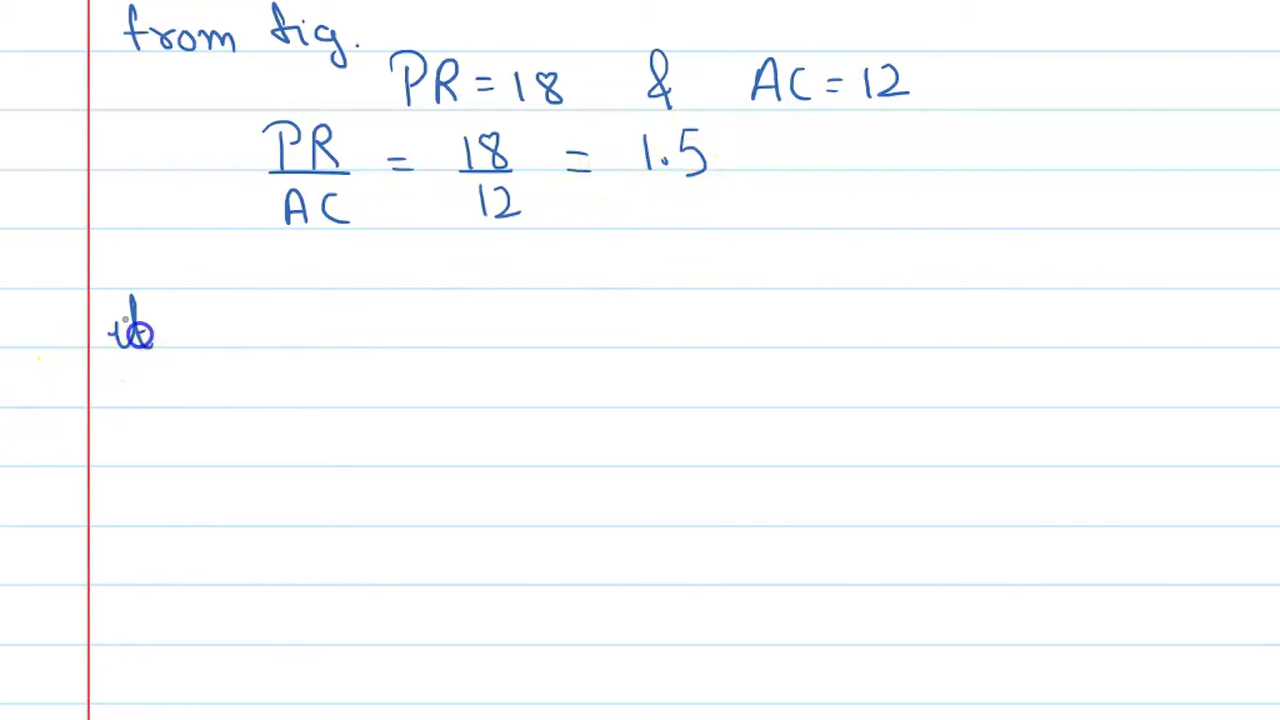 from fig.
PR = 18 & AC = 12
PR/AC = 18/12 = 1.5